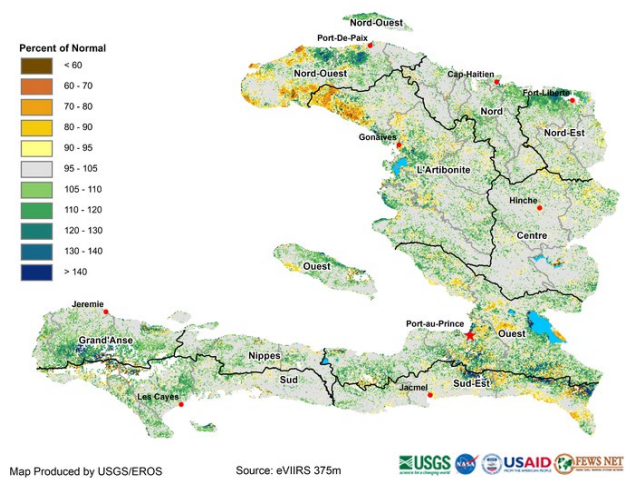 Nord-Ouest
Port-De-Paix
Percent of Normal
< 60
60 - 70
70 - 80
80 - 90
90 - 95
95 - 105
105 - 110
110 - 120
120 - 130
130 - 140
> 140
Nord-Ouest
Cap-Haitien
Fort-Liberte
Nord
Nord-Est
Gonaives
L'Artibonite
Hinche
Centre
Ouest
Jeremie
Port-au-Prince
Ouest
Grand'Anse
Nippes
Sud
Jacmel
Sud-Est
Les Cayes
Map Produced by USGS/EROS
Source: eVIIRS 375m
USGS
NASA
USAID
FEWS NET